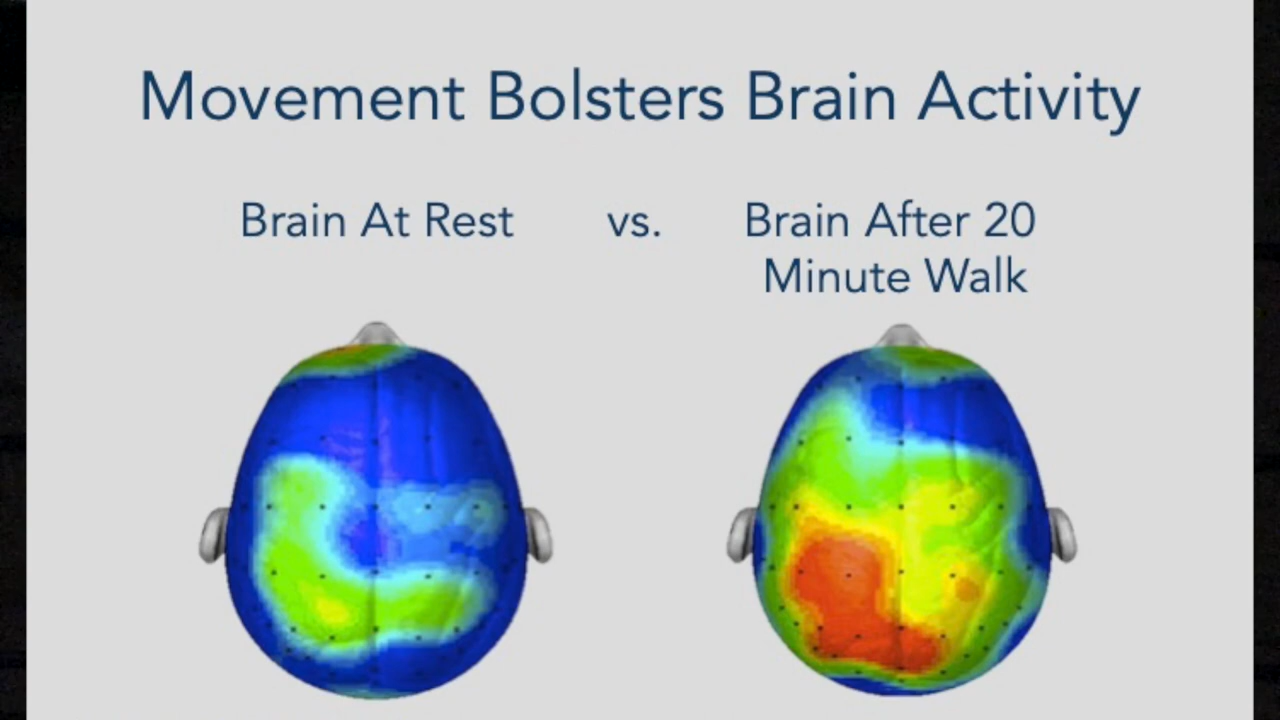 Movement Bolsters Brain Activity
Brain At Rest vs. Brain After 20
Minute Walk